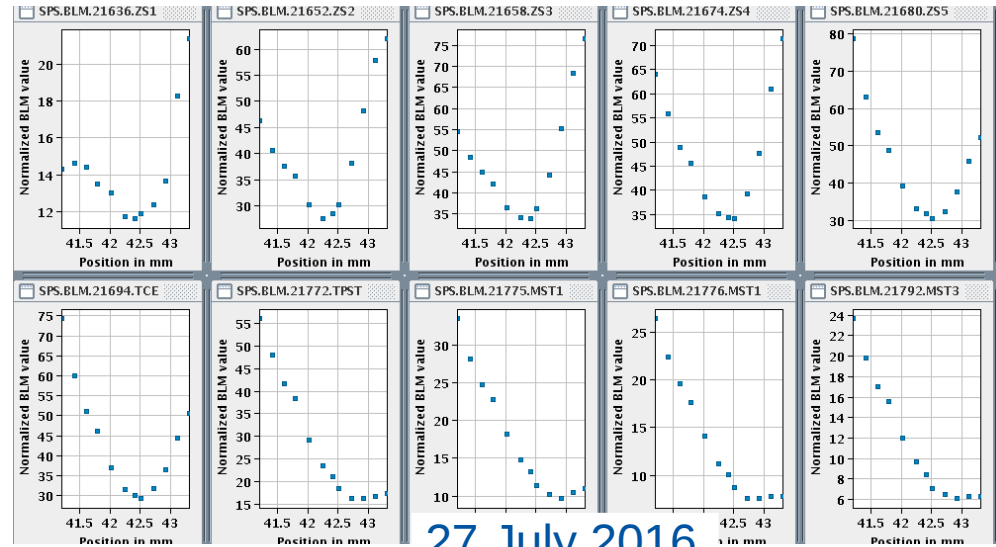 SPS.BLM.21636.ZS1
SPS.BLM.21652.ZS2
SPS.BLM.21658.ZS3
SPS.BLM.21674.ZS4
SPS.BLM.21680.ZS5
Normalized BLM value
20
18
16
14
12
41.5 42 42.5 43
Position in mm
Normalized BLM value
60
55
50
45
40
35
30
41.5 42 42.5 43
Position in mm
Normalized BLM value
75
70
65
60
55
50
45
40
35
41.5 42 42.5 43
Position in mm
Normalized BLM value
70
65
60
55
50
45
40
35
41.5 42 42.5 43
Position in mm
Normalized BLM value
80
70
60
50
40
30
41.5 42 42.5 43
Position in mm
SPS.BLM.21694.TCE
SPS.BLM.21772.TPST
SPS.BLM.21775.MST1
SPS.BLM.21776.MST1
SPS.BLM.21792.MST3
Normalized BLM value
75
70
65
60
55
50
45
40
35
30
41.5 42 42.5 43
Position in mm
Normalized BLM value
55
50
45
40
35
30
25
20
15
41.5 42 42.5 43
Position in mm
Normalized BLM value
30
25
20
15
10
Normalized BLM value
25
20
15
10
2.5 43
n in mm
Normalized BLM value
24
22
20
18
16
14
12
10
8
6
41.5 42 42.5 43
Position in mm
27 July 2016